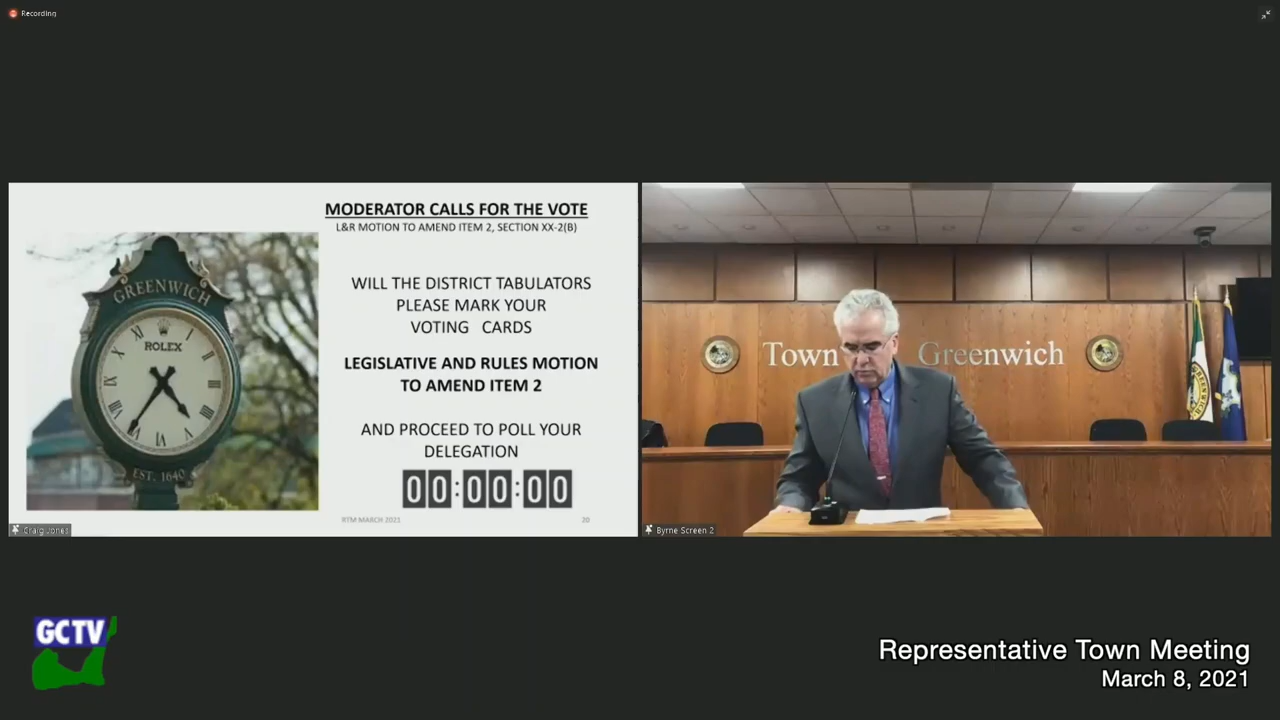 Recording
MODERATOR CALLS FOR THE VOTE
L&R MOTION TO AMEND ITEM 2, SECTION XX-2(B)
WILL THE DISTRICT TABULATORS
PLEASE MARK YOUR
VOTING CARDS
LEGISLATIVE AND RULES MOTION
TO AMEND ITEM 2
AND PROCEED TO POLL YOUR
DELEGATION
00:00:00
RTM MARCH 2021
20
GREENWICH
ROLEX
EST. 1640
Craig Jones
Town
Greenwich
Byrne Screen 2
GCTV
Representative Town Meeting
March 8, 2021